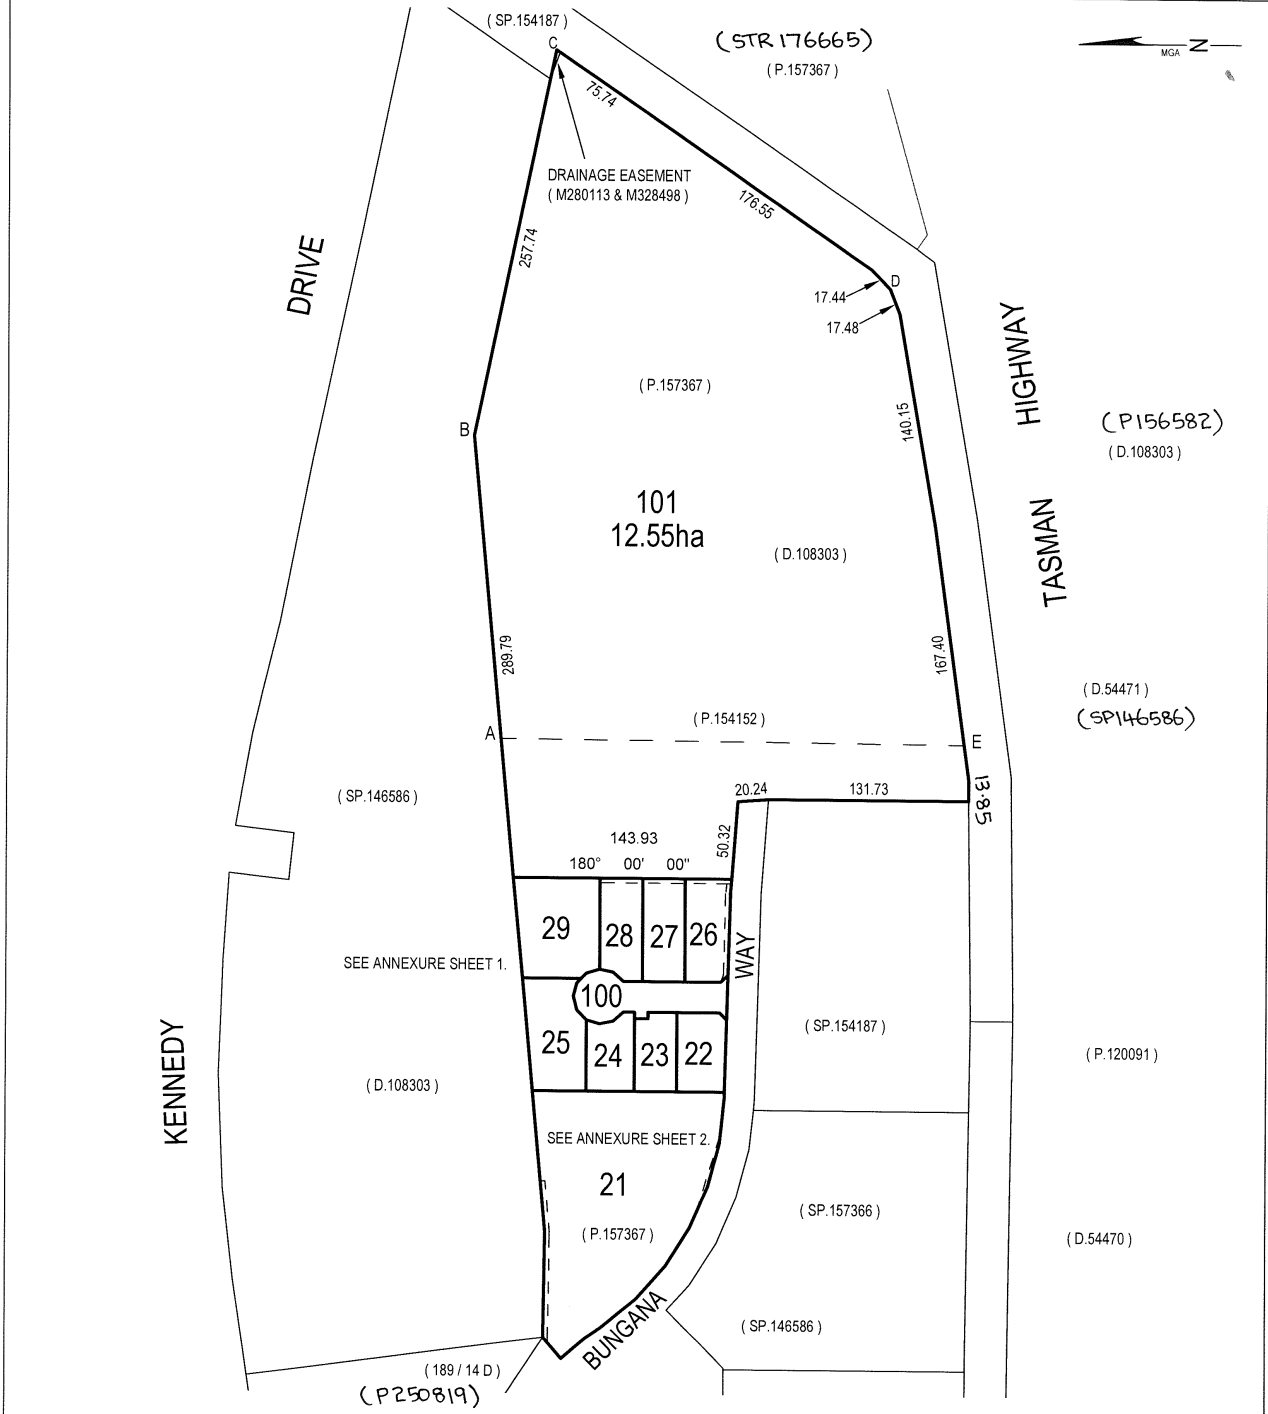 ( SP.154187 )
C
(STR 176665)
( P.157367 )
MGA N
75.74
DRAINAGE EASEMENT
( M280113 & M328498 )
176.55
257.74
DRIVE
D
17.44
17.48
HIGHWAY
( P.157367 )
140.15
(P156582)
( D.108303 )
B
101
12.55ha
( D.108303 )
TASMAN
289.79
167.40
( D.54471 )
(SP146586)
( P.154152 )
A
E
( SP.146586 )
20.24
131.73
13.85
143.93
50.32
180° 00' 00"
29
28
27
26
WAY
SEE ANNEXURE SHEET 1.
100
( SP.154187 )
25
24
23
22
( P.120091 )
KENNEDY
( D.108303 )
SEE ANNEXURE SHEET 2.
21
( SP.157366 )
( P.157367 )
( D.54470 )
BUNGANA
( SP.146586 )
( 189 / 14 D )
(P250819)